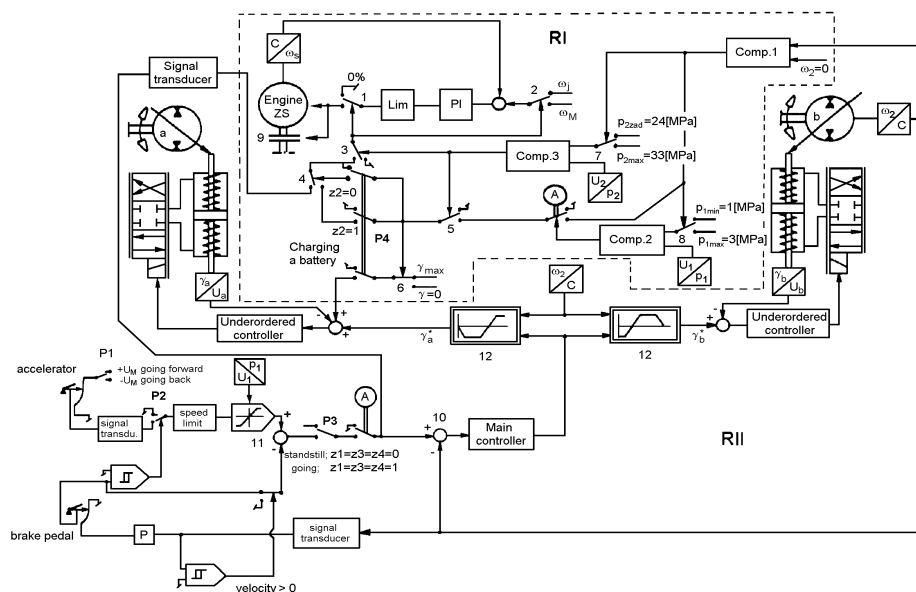 RI
C
ωs
Comp.1
ω2=0
Signal
transducer
0%
1
Lim
PI
2
ωj
ωM
Engine
ZS
9
a
b
ω2
C
p2zad=24[MPa]
p2max=33[MPa]
3
Comp.3
7
U2
p2
4
z2=0
z2=1
P4
5
A
p1min=1[MPa]
p1max=3[MPa]
8
Comp.2
U1
p1
Charging
a battery
γmax
γ=0
6
γa
Ua
ω2
C
γb
Ub
Underordered
controller
-
+
+
γa*
12
12
γb*
+
-
Underordered
controller
P1
accelerator
+UM going forward
-UM going back
P2
p1
U1
A
signal
transdu.
speed
limit
+
11
-
P3
standstill; z1=z3=z4=0
going; z1=z3=z4=1
+
10
-
Main
controller
RII
brake pedal
P
signal
transducer
velocity > 0